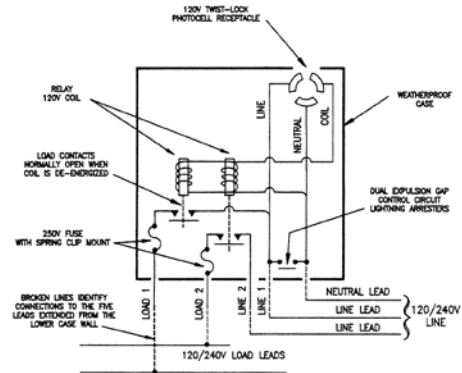 120V TWIST-LOCK
PHOTOCELL RECEPTACLE
RELAY
120V COIL
WEATHERPROOF
CASE
LINE
NEUTRAL
COIL
LOAD CONTACTS
NORMALLY OPEN WHEN
COIL IS DE-ENERGIZED
DUAL EXPULSION GAP
CONTROL CIRCUIT
LIGHTNING ARRESTERS
250V FUSE
WITH SPRING CLIP MOUNT
LOAD 1
LOAD 2
LINE 2
LINE 1
BROKEN LINES IDENTIFY
CONNECTIONS TO THE FIVE
LEADS EXTENDED FROM THE
LOWER CASE WALL
NEUTRAL LEAD
LINE LEAD
LINE LEAD
120/240V
LINE
120/240V LOAD LEADS